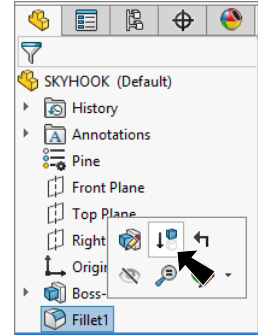 SKYHOOK (Default)
History
A Annotations
Pine
Front Plane
Top Plane
Right
Origin
Boss-
Fillet1